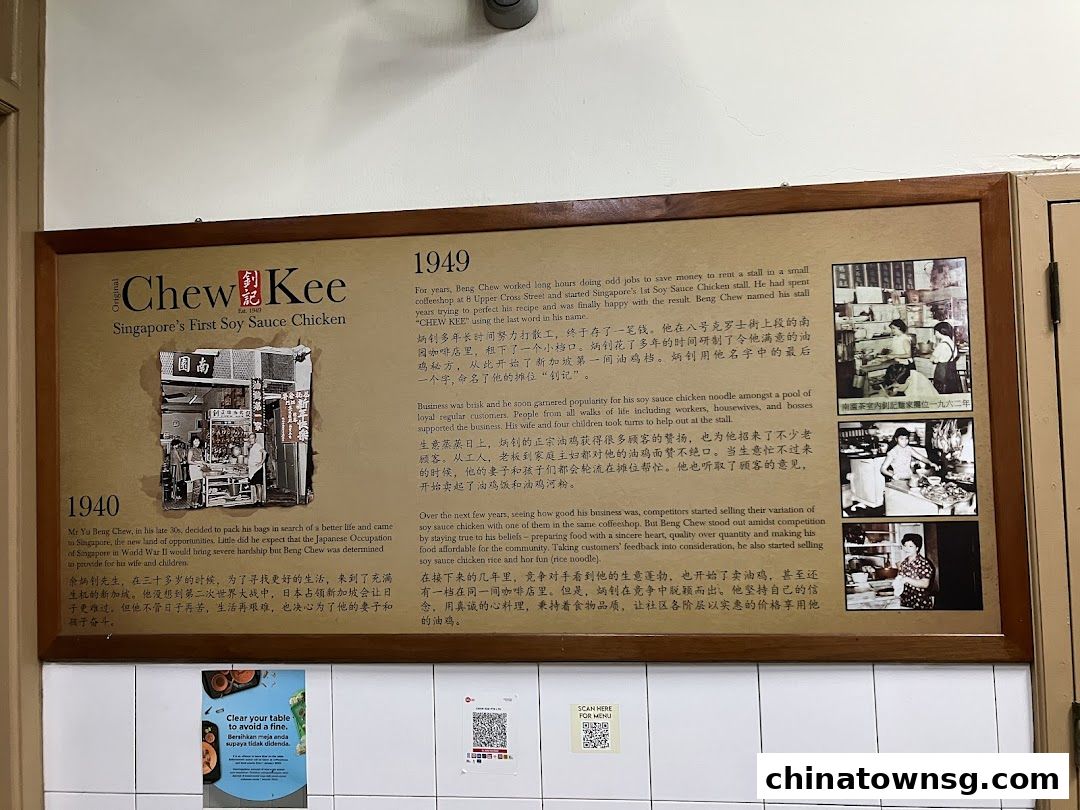 Original
Chew
釗記
Est. 1949
Kee
Singapore's First Soy Sauce Chicken
園南
1940
Mr Yu Beng Chew, in his late 30s, decided to pack his bags in search of a better life and came
to Singapore, the new land of opportunities. Little did he expect that the Japanese Occupation
of Singapore in World War II would bring severe hardship but Beng Chew was determined
to provide for his wife and children.
余炳钊先生，在三十多岁的时候，为了寻找更好的生活，来到了充满
生机的新加坡。他没想到第二次世界大战中，日本占领新加坡会让日
子更难过。但他不管日子再苦，生活再艰难，也决心为了他的妻子和
孩子奋斗。
1949
For years, Beng Chew worked long hours doing odd jobs to save money to rent a stall in a small
coffeeshop at 8 Upper Cross Street and started Singapore's 1st Soy Sauce Chicken stall. He had spent
years trying to perfect his recipe and was finally happy with the result. Beng Chew named his stall
"CHEW KEE" using the last word in his name.
炳钊多年长时间努力打散工，终于存了一笔钱。他在八号克罗士街上段的南
园咖啡店里，租下了一个小档口。炳钊花了多年的时间研制了令他满意的油
鸡秘方，从此开始了新加坡第一间油鸡档。炳钊用他名字中的最后
一个字,命名了他的摊位“钊记”。
Business was brisk and he soon garnered popularity for his soy sauce chicken noodle amongst a pool of
loyal regular customers. People from all walks of life including workers, housewives, and bosses
supported the stall. His wife and four children took turns to help out at the stall.
生意蒸蒸日上，炳钊的正宗油鸡获得很多顾客的赞扬，也为他招来了不少老
顾客。从工人，老板到家庭主妇都对他的油鸡面赞不绝口。当生意忙不过来
的时候，他的妻子和孩子们都会轮流在摊位帮忙。他也听取了顾客的意见，
开始卖起了油鸡饭和油鸡河粉。
Over the next few years, seeing how good his business was, competitors started selling their variation of
soy sauce chicken with one of them in the same coffeeshop. But Beng Chew stood out amidst competition
by staying true to his beliefs – preparing food with a sincere heart, quality over quantity and making his
food affordable for the community. Taking customers' feedback into consideration, he also started selling
soy sauce chicken rice and hor fun (rice noodle).
在接下来的几年里，竞争对手看到他的生意蓬勃，也开始了卖油鸡，甚至还
有一档在同一间咖啡店里。但是，炳钊在竞争中脱颖而出。他坚持自己的信
念，用真诚的心料理，秉持着食物品质，让社区各阶层以实惠的价格享用他
的油鸡。
南園茶室內釗記麵家攤位一九六二年
Clear your table
to avoid a fine.
Bersihkan meja anda
supaya tidak didenda.
SCAN HERE
FOR MENU
chinatownsg.com